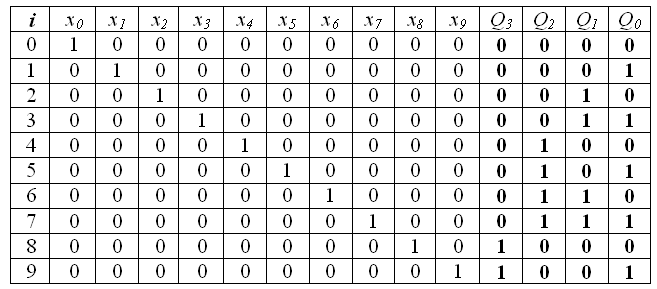 i x0 x1 x2 x3 x4 x5 x6 x7 x8 x9 Q3 Q2 Q1 Q0
0 1 0 0 0 0 0 0 0 0 0 0 0 0 0
1 0 1 0 0 0 0 0 0 0 0 0 0 0 1
2 0 0 1 0 0 0 0 0 0 0 0 0 1 0
3 0 0 0 1 0 0 0 0 0 0 0 0 1 1
4 0 0 0 0 1 0 0 0 0 0 0 1 0 0
5 0 0 0 0 0 1 0 0 0 0 0 1 0 1
6 0 0 0 0 0 0 1 0 0 0 0 1 1 0
7 0 0 0 0 0 0 0 1 0 0 0 1 1 1
8 0 0 0 0 0 0 0 0 1 0 1 0 0 0
9 0 0 0 0 0 0 0 0 0 1 1 0 0 1